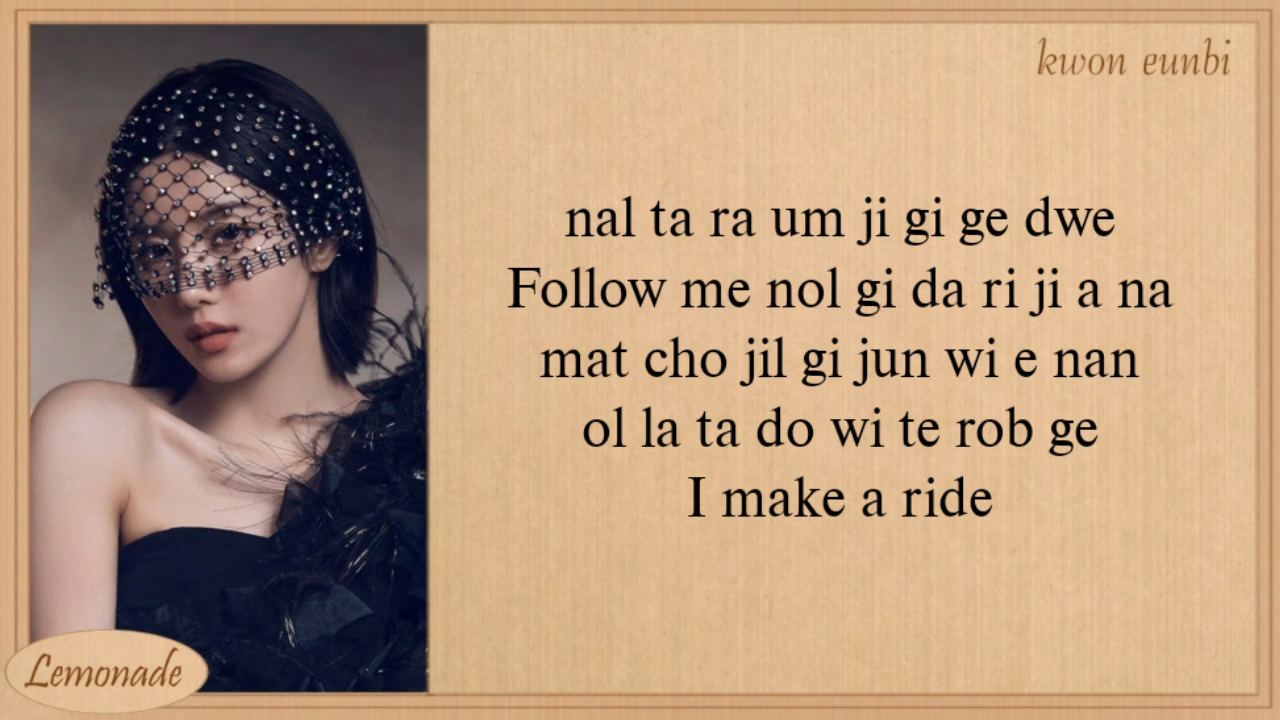 kwon eunbi
nal ta ra um ji gi ge dwe
Follow me nol gi da ri ji a na
mat cho jil gi jun wi e nan
ol la ta do wi te rob ge
I make a ride
Lemonade